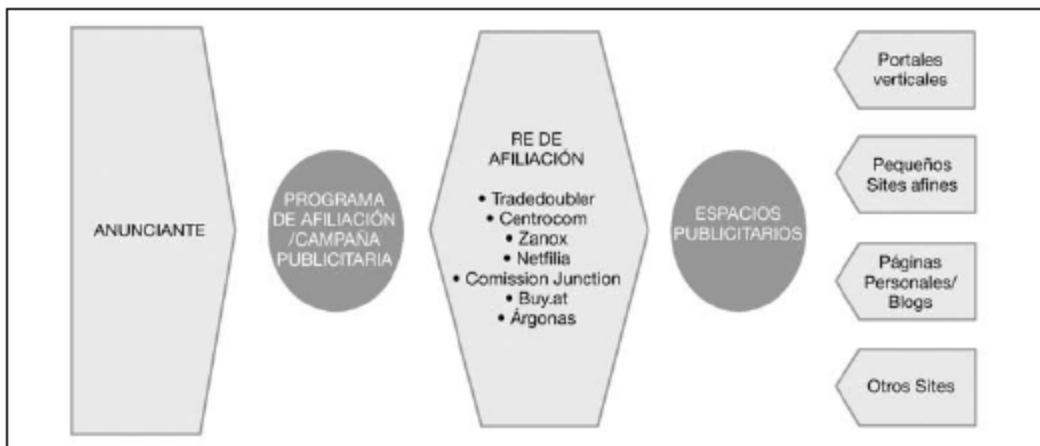 ANUNCIANTE
PROGRAMA
DE AFILIACIÓN
/CAMPAÑA
PUBLICITARIA
RE DE
AFILIACIÓN
• Tradedoubler
• Centrocom
• Zanox
• Netfilia
• Comission Junction
• Buy.at
• Árgonas
ESPACIOS
PUBLICITARIOS
Portales
verticales
Pequeños
Sites afines
Páginas
Personales/
Blogs
Otros Sites